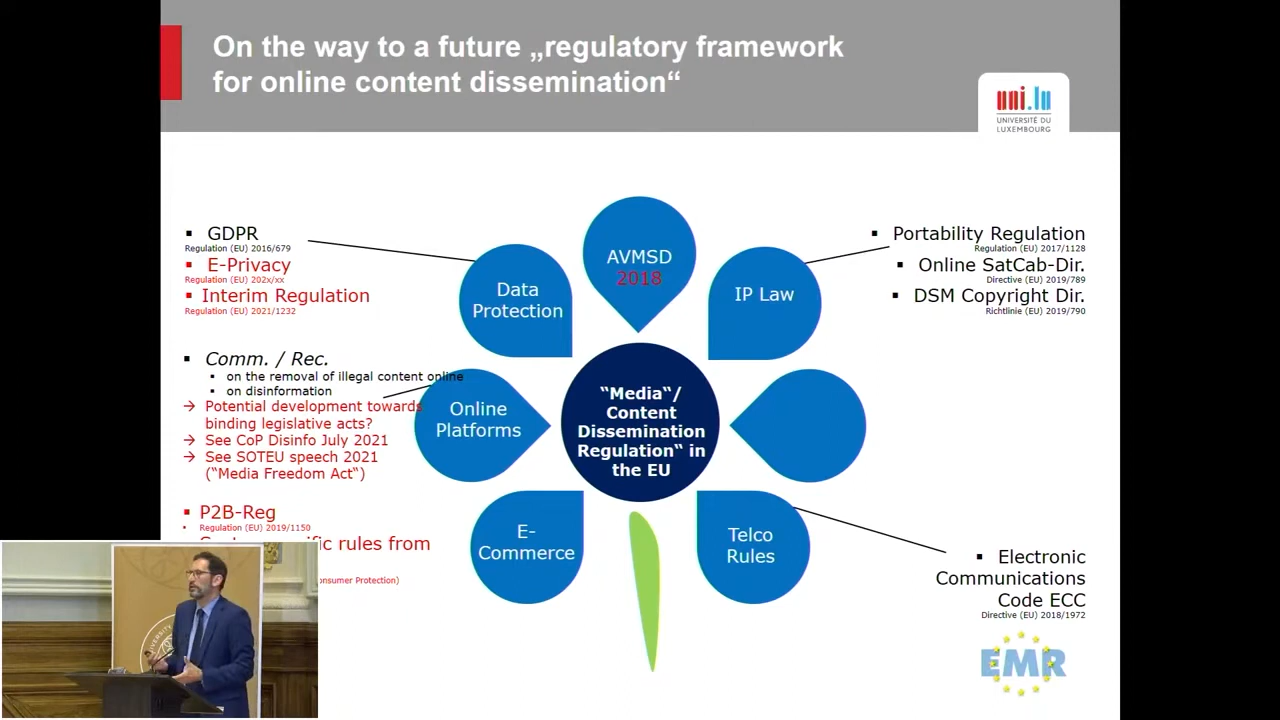 On the way to a future „regulatory framework
for online content dissemination“
uni.lu
UNIVERSITÉ DU
LUXEMBOURG
▪ GDPR
Regulation (EU) 2016/679
▪ E-Privacy
Regulation (EU) 202x/xx
▪ Interim Regulation
Regulation (EU) 2021/1232
▪ Comm. / Rec.
▪ on the removal of illegal content online
▪ on disinformation
→ Potential development towards
binding legislative acts?
→ See CoP Disinfo July 2021
→ See SOTEU speech 2021
(“Media Freedom Act“)
▪ P2B-Reg
▪ Regulation (EU) 2019/1150
rules from
Consumer Protection)
AVMSD
2018
Data
Protection
IP Law
Online
Platforms
“Media“/
Content
Dissemination
Regulation“ in
the EU
E-
Commerce
Telco
Rules
▪ Portability Regulation
Regulation (EU) 2017/1128
▪ Online SatCab-Dir.
Directive (EU) 2019/789
▪ DSM Copyright Dir.
Richtlinie (EU) 2019/790
▪ Electronic
Communications
Code ECC
Directive (EU) 2018/1972
EMR